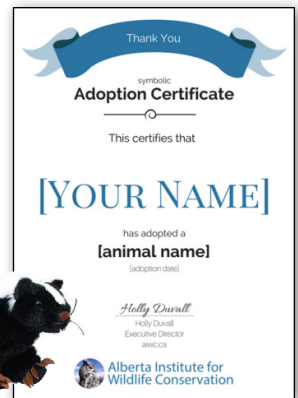 Thank You
symbolic
Adoption Certificate
This certifies that
[YOUR NAME]
has adopted a
[animal name]
[adoption date]
Holly Duvall
Holly Duvall
Executive Director
aiwc.ca
Alberta Institute for
Wildlife Conservation